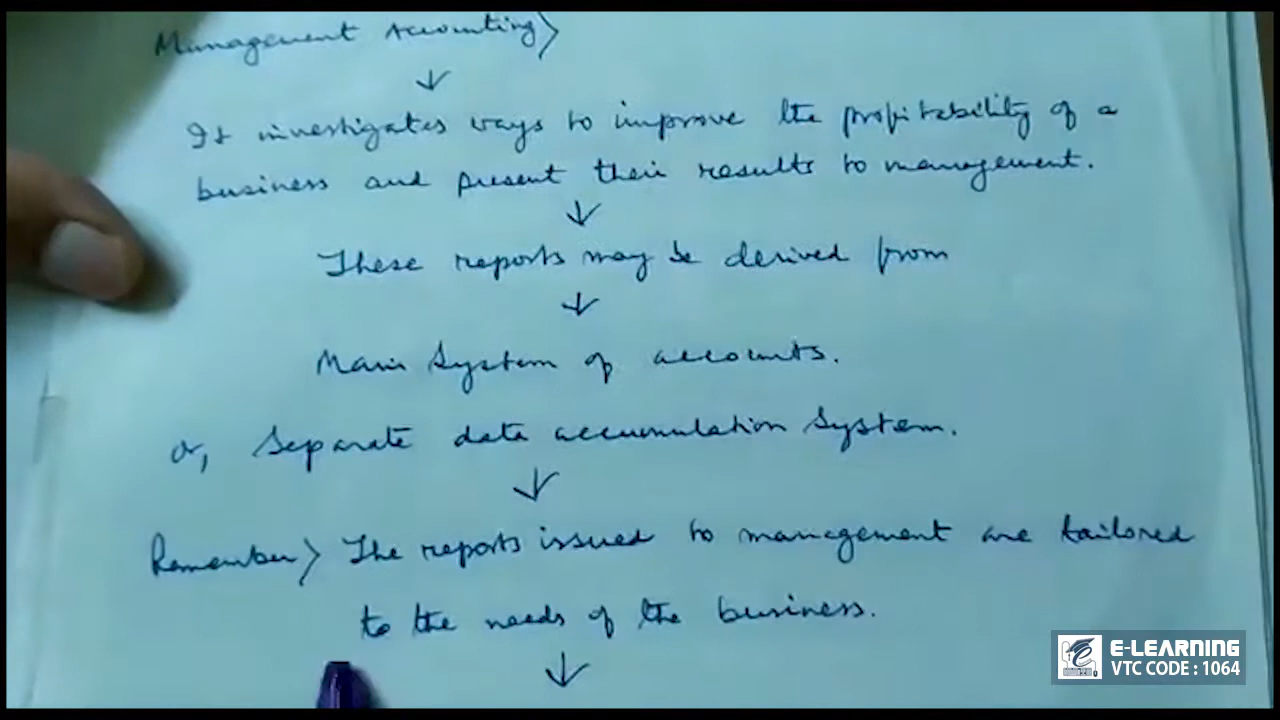 Management Accounting>
↓
It investigates ways to improve the profitability of a
business and present their results to management.
↓
These reports may be derived from
↓
Main System of accounts.
or, Separate data accumulation System.
↓
Remember> The reports issued to management are tailored
to the needs of the business.
↓
E-LEARNING
VTC CODE : 1064